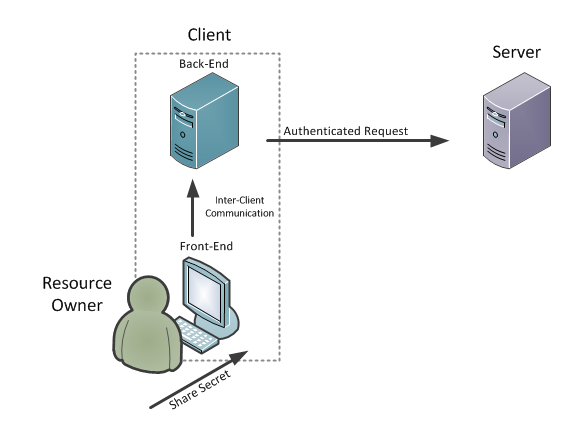 Client
Server
Back-End
Authenticated Request
Inter-Client
Communication
Front-End
Resource
Owner
Share Secret